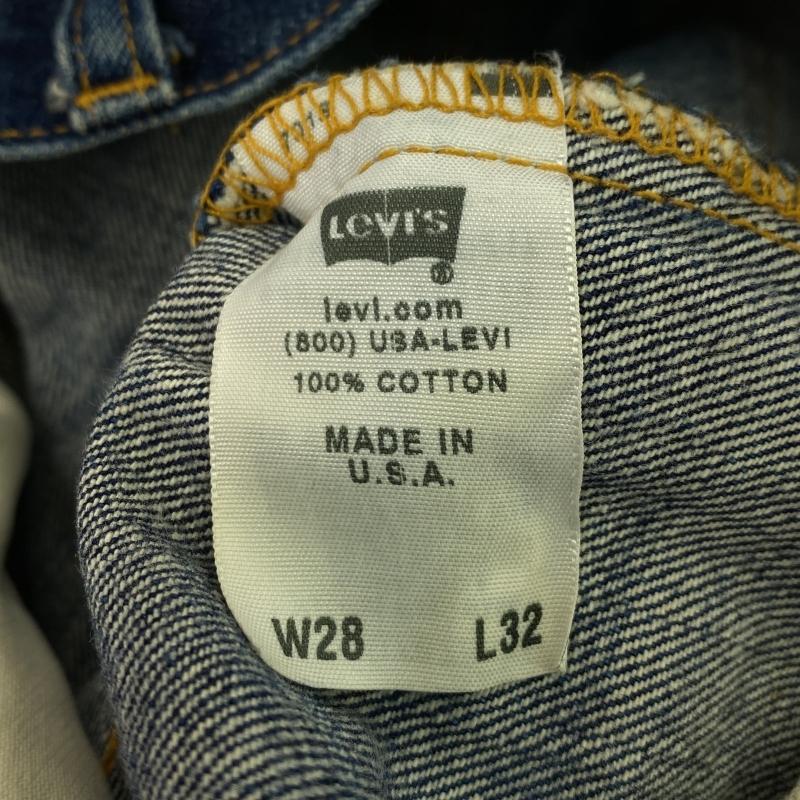 LEVI'S
®
levi.com
(800) USA-LEVI
100% COTTON
MADE IN
U.S.A.
W28 L32